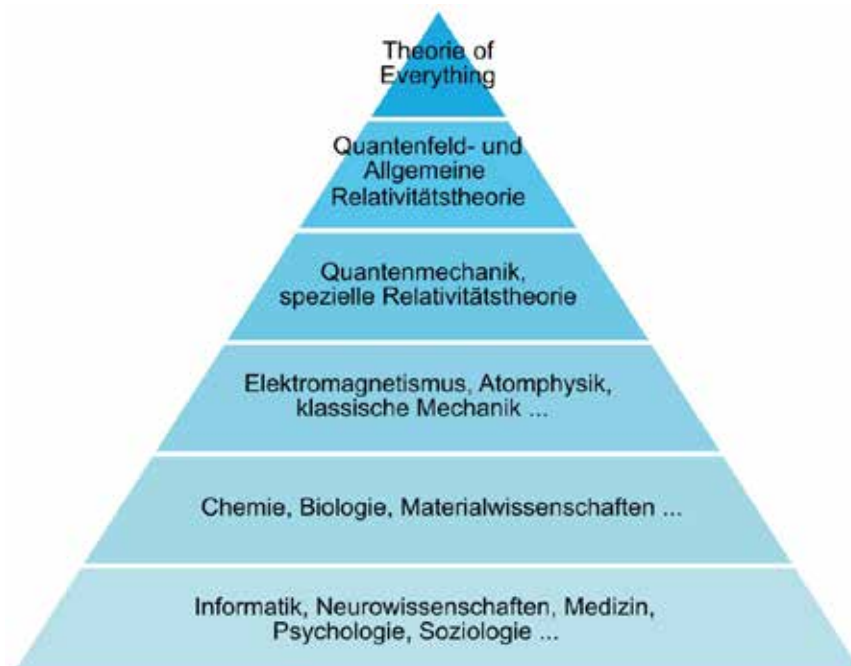 Theorie of
Everything
Quantenfeld- und
Allgemeine
Relativitätstheorie
Quantenmechanik,
spezielle Relativitätstheorie
Elektromagnetismus, Atomphysik,
klassische Mechanik ...
Chemie, Biologie, Materialwissenschaften ...
Informatik, Neurowissenschaften, Medizin,
Psychologie, Soziologie ...